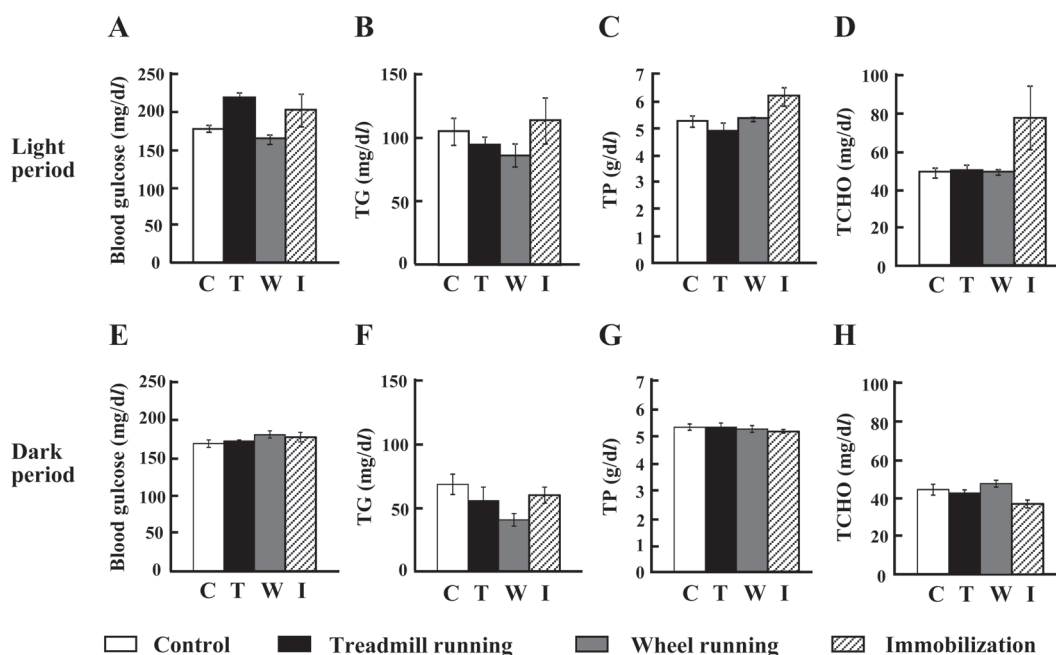 A
B
C
D
Light
period
Blood gulcose (mg/dl)
250
200
150
100
50
0
C T W I
TG (mg/dl)
150
100
50
0
C T W I
TP (g/dl)
7
6
5
4
3
2
1
0
C T W I
TCHO (mg/dl)
100
80
60
40
20
0
C T W I
E
F
G
H
Dark
period
Blood gulcose (mg/dl)
250
200
150
100
50
0
C T W I
TG (mg/dl)
150
100
50
0
C T W I
TP (g/dl)
7
6
5
4
3
2
1
0
C T W I
TCHO (mg/dl)
100
80
60
40
20
0
C T W I
Control Treadmill running Wheel running Immobilization